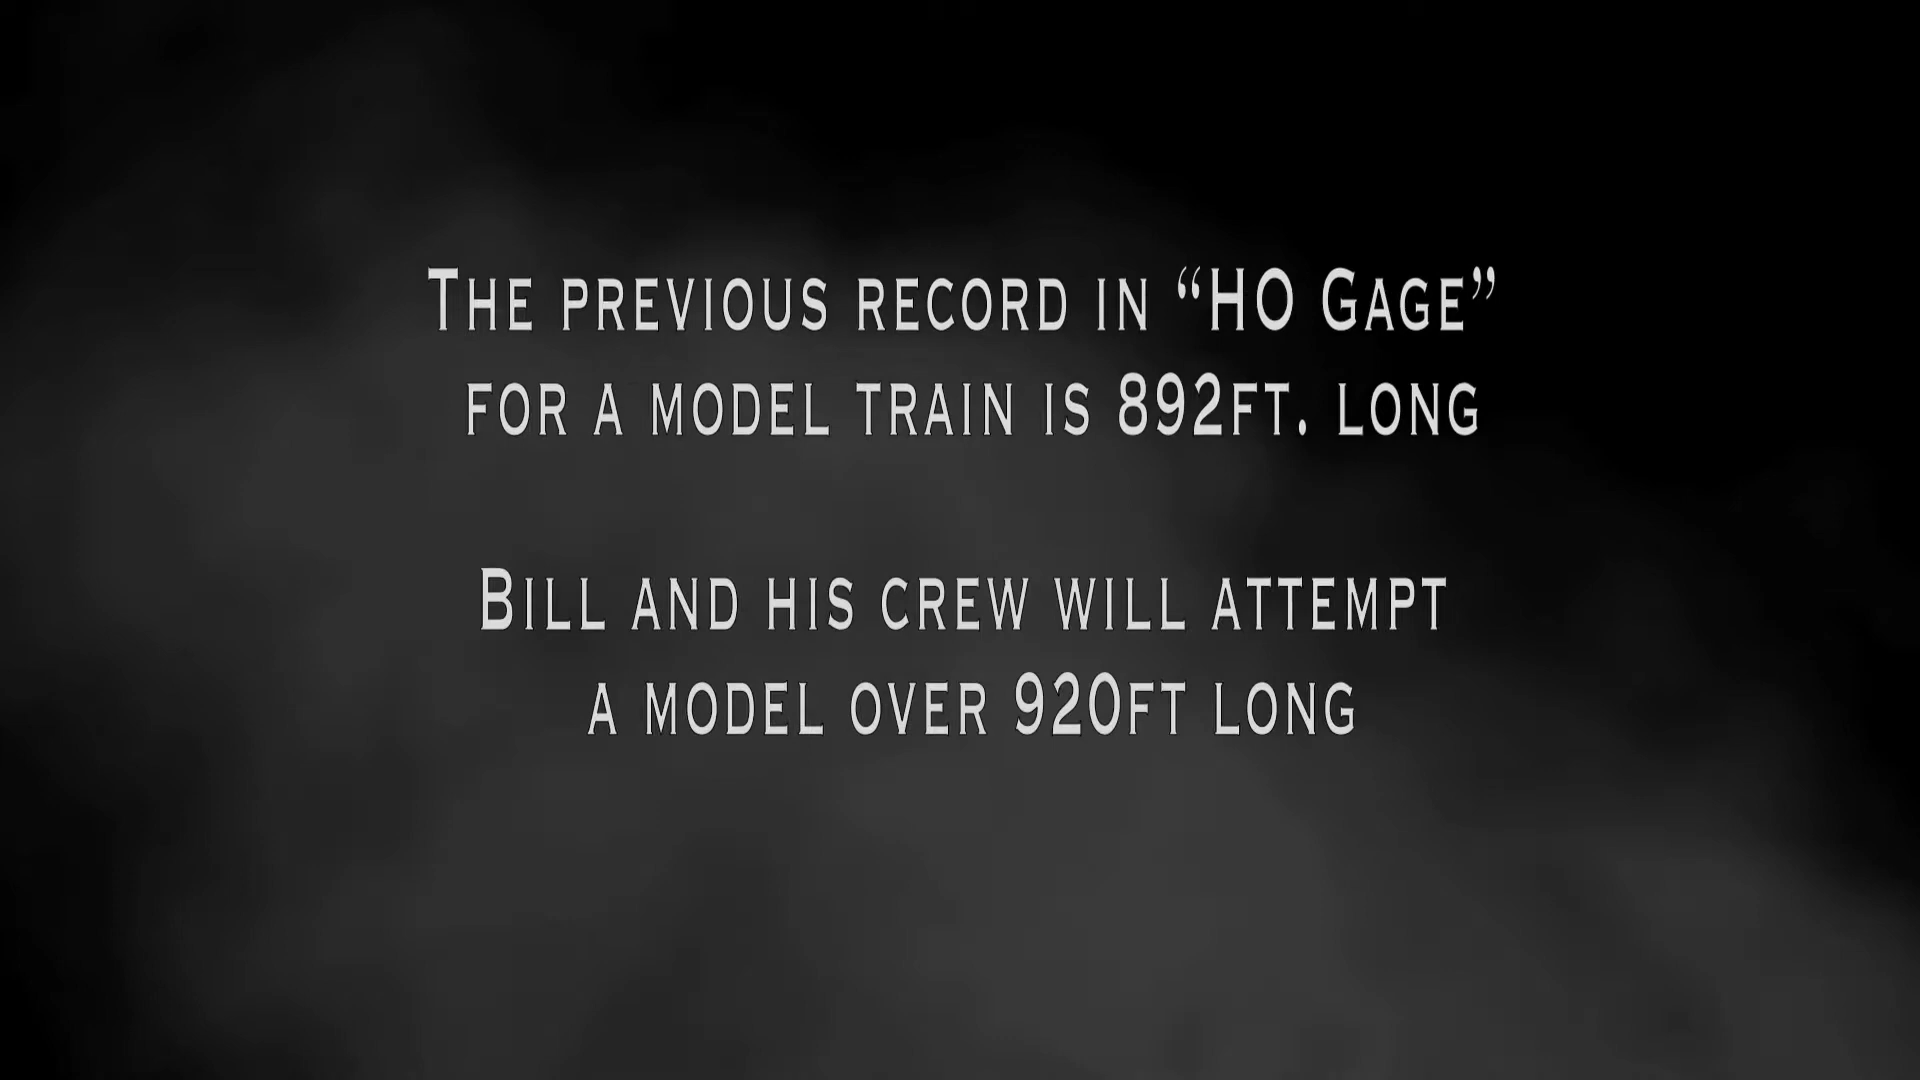 The previous record in “HO Gage”
for a model train is 892ft. long
Bill and his crew will attempt
a model over 920ft long